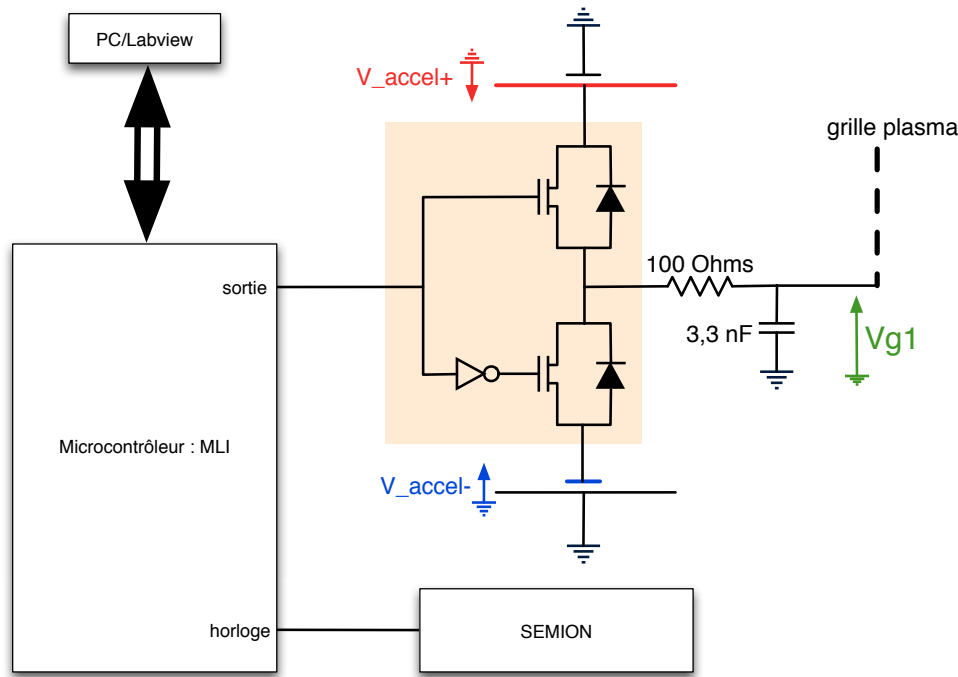 PC/Labview
V_accel+
grille plasma
sortie
100 Ohms
3,3 nF
Vg1
Microcontrôleur : MLI
V_accel-
horloge
SEMION